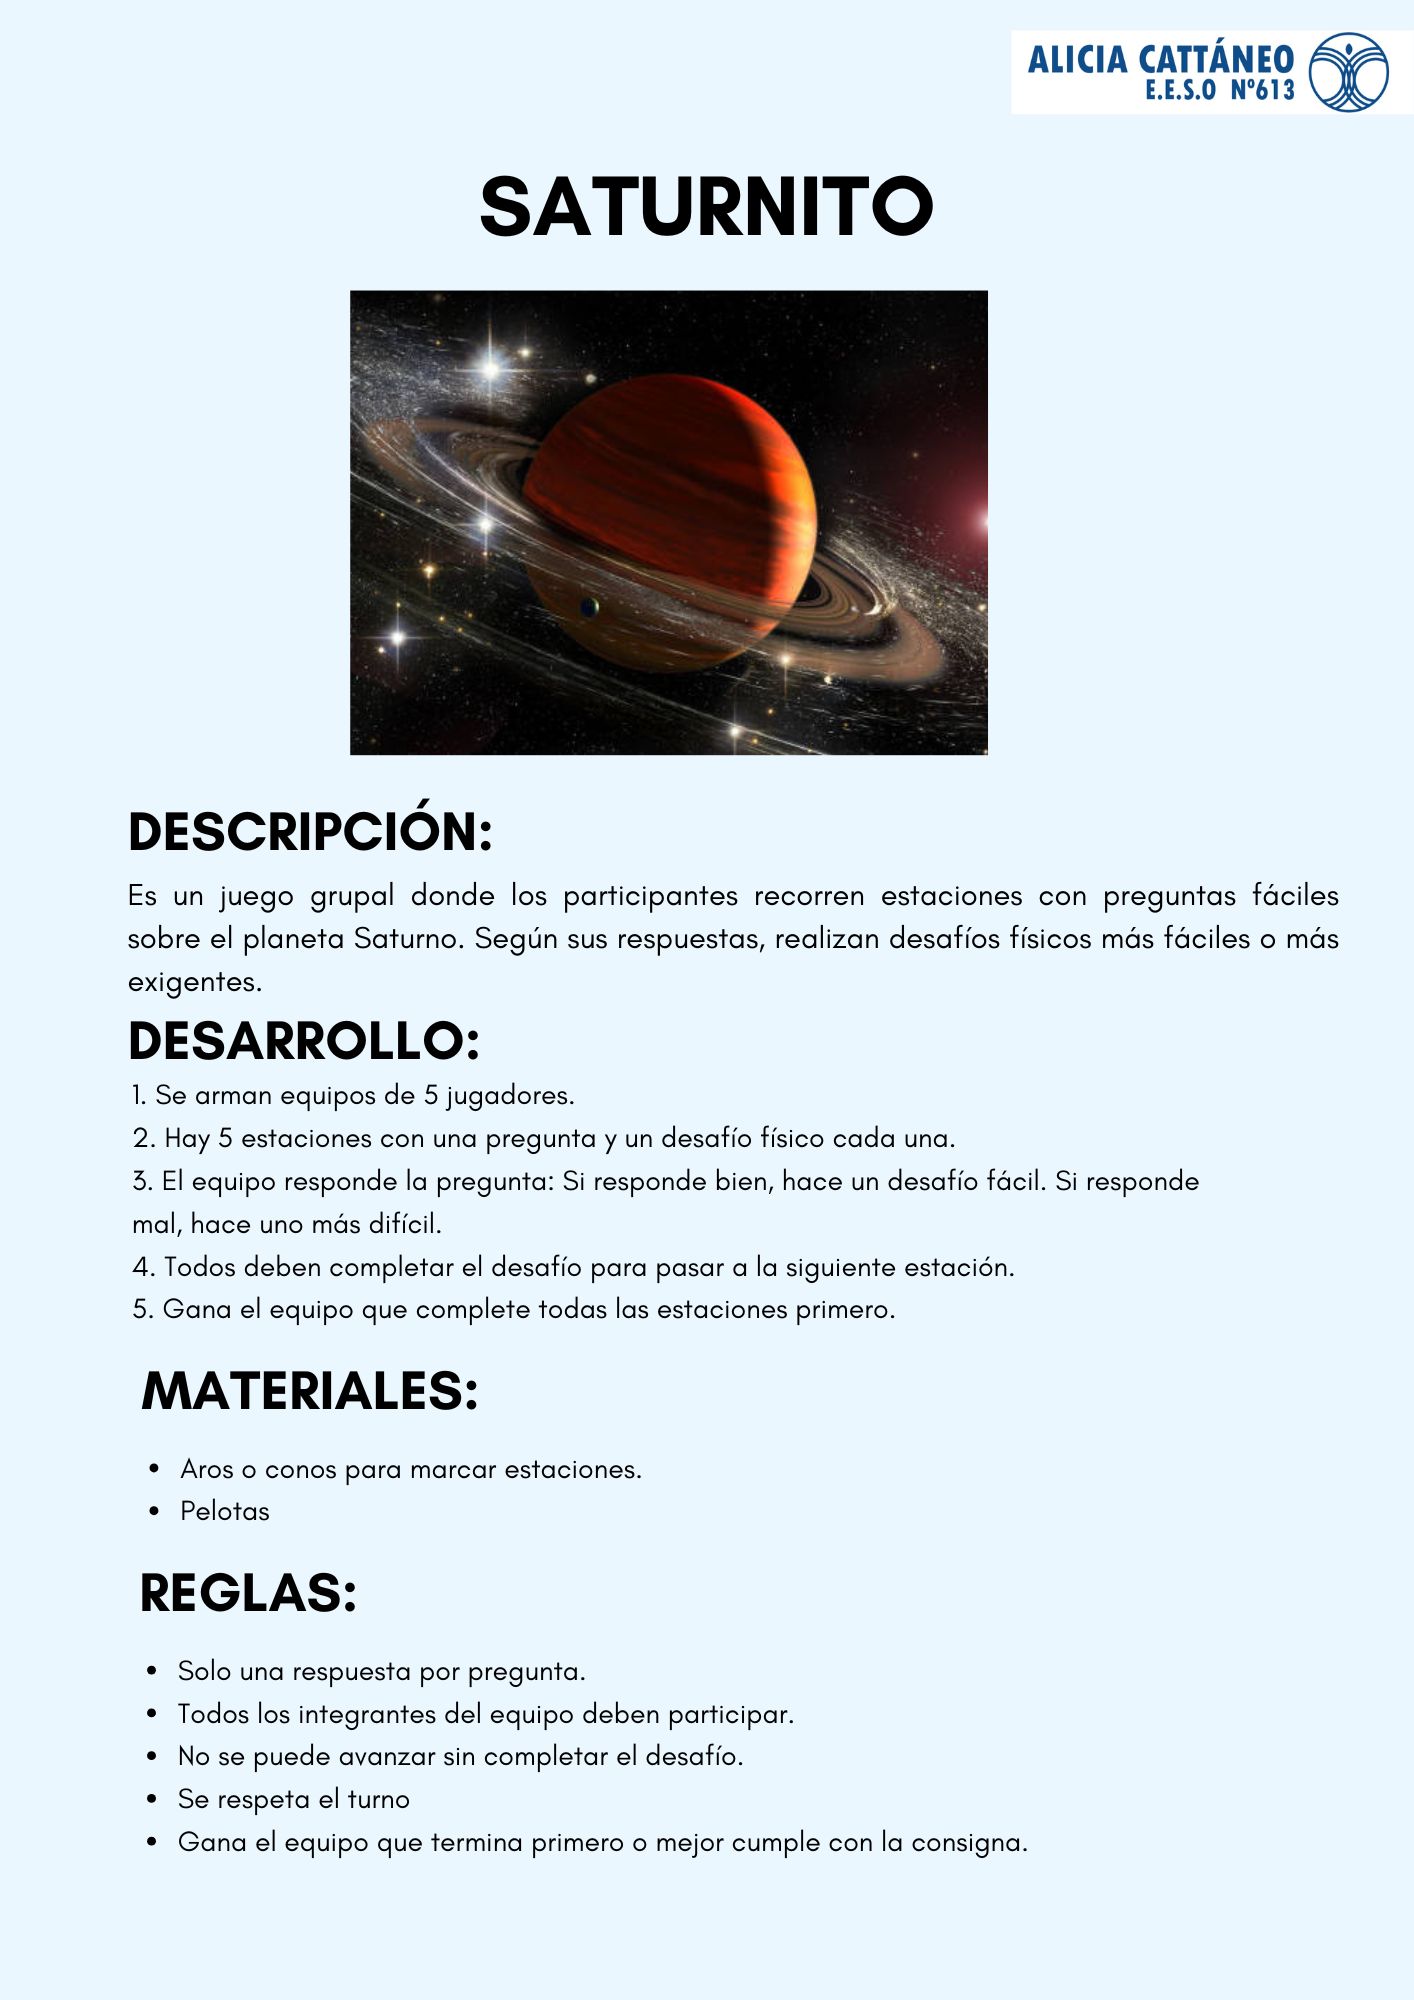 ALICIA CATTÁNEO
E.E.S.O Nº613
SATURNITO
DESCRIPCIÓN:
Es un juego grupal donde los participantes recorren estaciones con preguntas fáciles
sobre el planeta Saturno. Según sus respuestas, realizan desafíos físicos más fáciles o más
exigentes.
DESARROLLO:
1. Se arman equipos de 5 jugadores.
2. Hay 5 estaciones con una pregunta y un desafío físico cada una.
3. El equipo responde la pregunta: Si responde bien, hace un desafío fácil. Si responde
mal, hace uno más difícil.
4. Todos deben completar el desafío para pasar a la siguiente estación.
5. Gana el equipo que complete todas las estaciones primero.
MATERIALES:
• Aros o conos para marcar estaciones.
• Pelotas
REGLAS:
• Solo una respuesta por pregunta.
• Todos los integrantes del equipo deben participar.
• No se puede avanzar sin completar el desafío.
• Se respeta el turno
• Gana el equipo que termina primero o mejor cumple con la consigna.